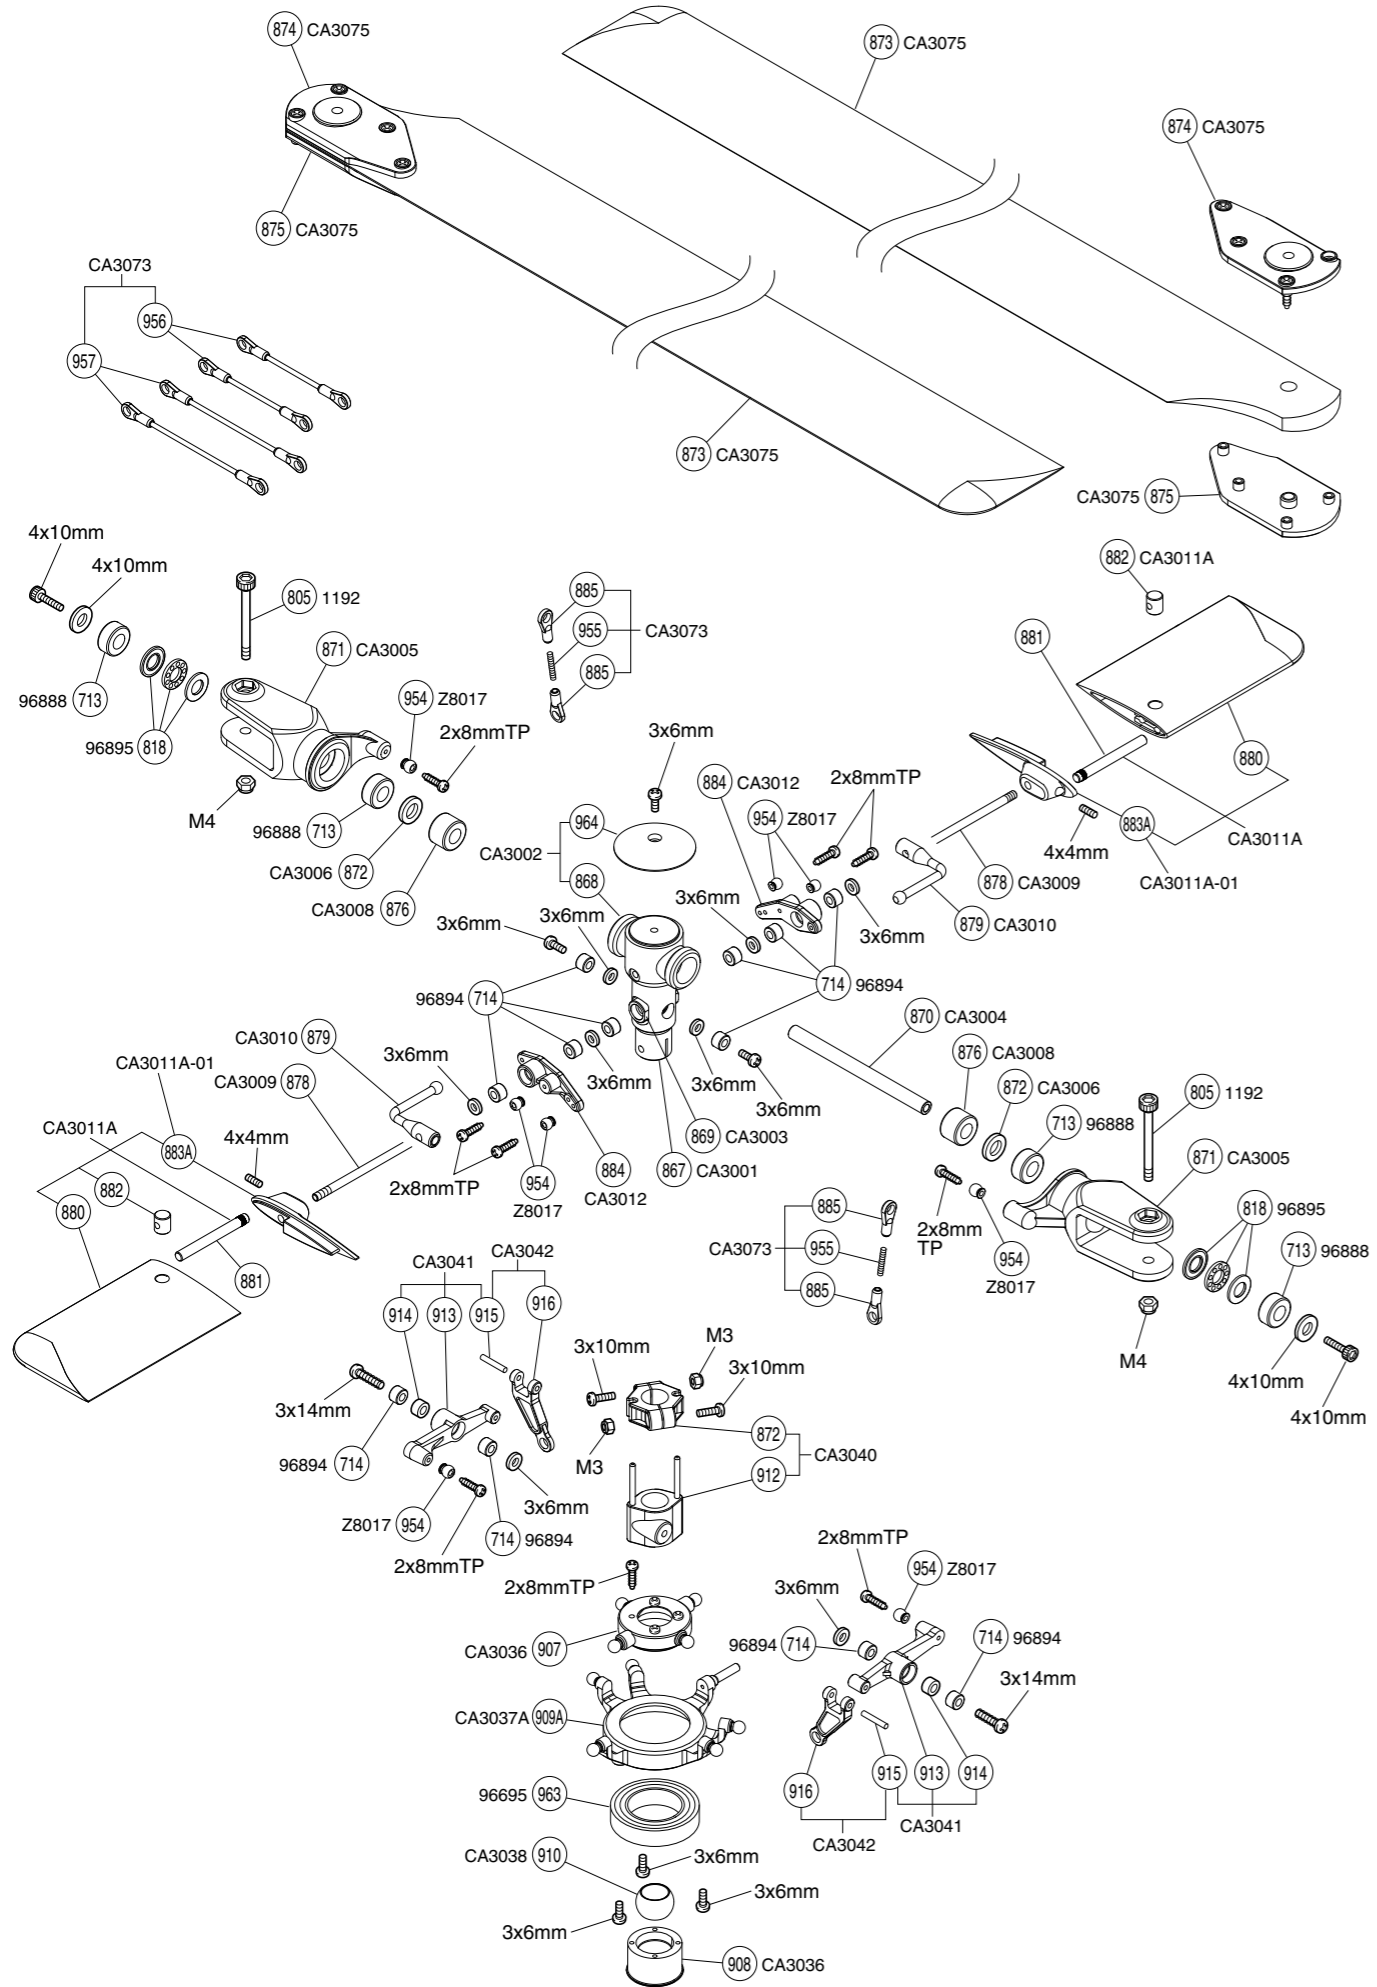 874 CA3075
873 CA3075
874 CA3075
875 CA3075
CA3073
956
957
873 CA3075
CA3075 875
4x10mm
4x10mm
805 1192
885
955
CA3073
885
882 CA3011A
881
871 CA3005
96888 713
954 Z8017
2x8mmTP
96895 818
3x6mm
884 CA3012
2x8mmTP
880
M4
96888 713
964
CA3002
868
954 Z8017
883A
CA3011A
4x4mm
CA3006 872
878 CA3009
CA3011A-01
CA3008 876
3x6mm
3x6mm
3x6mm
3x6mm
879 CA3010
96894 714
714 96894
870 CA3004
CA3010 879
876 CA3008
CA3011A-01
3x6mm
3x6mm
3x6mm
872 CA3006
CA3009 878
3x6mm
805 1192
CA3011A
713 96888
883A
4x4mm
869 CA3003
871 CA3005
882
884
867 CA3001
880
2x8mmTP
954
CA3012
Z8017
885
2x8mm
TP
818 96895
CA3042
CA3073 955
713 96888
881
CA3041
954
Z8017
885
914 913 915 916
M3
3x10mm
3x10mm
M4
4x10mm
3x14mm
4x10mm
872
CA3040
96894 714
M3
912
3x6mm
Z8017 954
714 96894
2x8mmTP
2x8mmTP
2x8mmTP
954 Z8017
3x6mm
CA3036 907
96894 714
714 96894
3x14mm
CA3037A 909A
916 915 913 914
96695 963
CA3041
CA3042
CA3038 910
3x6mm
3x6mm
3x6mm
908 CA3036